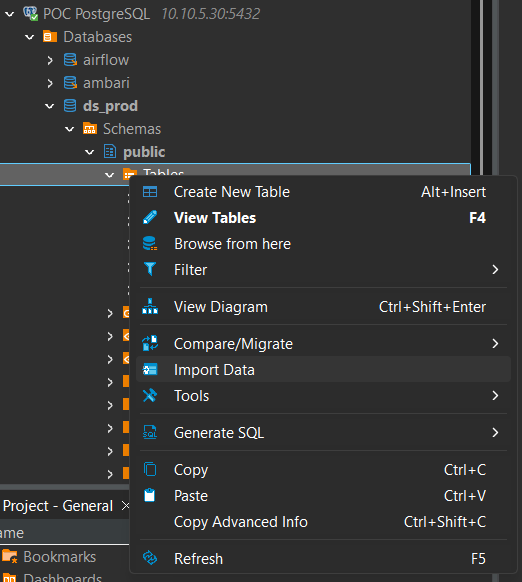 POC PostgreSQL 10.10.5.30:5432
Databases
airflow
ambari
ds_prod
Schemas
public
Tables
Create New Table Alt+Insert
View Tables F4
Browse from here
Filter
View Diagram Ctrl+Shift+Enter
Compare/Migrate
Import Data
Tools
Generate SQL
Copy Ctrl+C
Paste Ctrl+V
Copy Advanced Info Ctrl+Shift+C
Refresh F5
Project - General
ame
Bookmarks
Dashboards